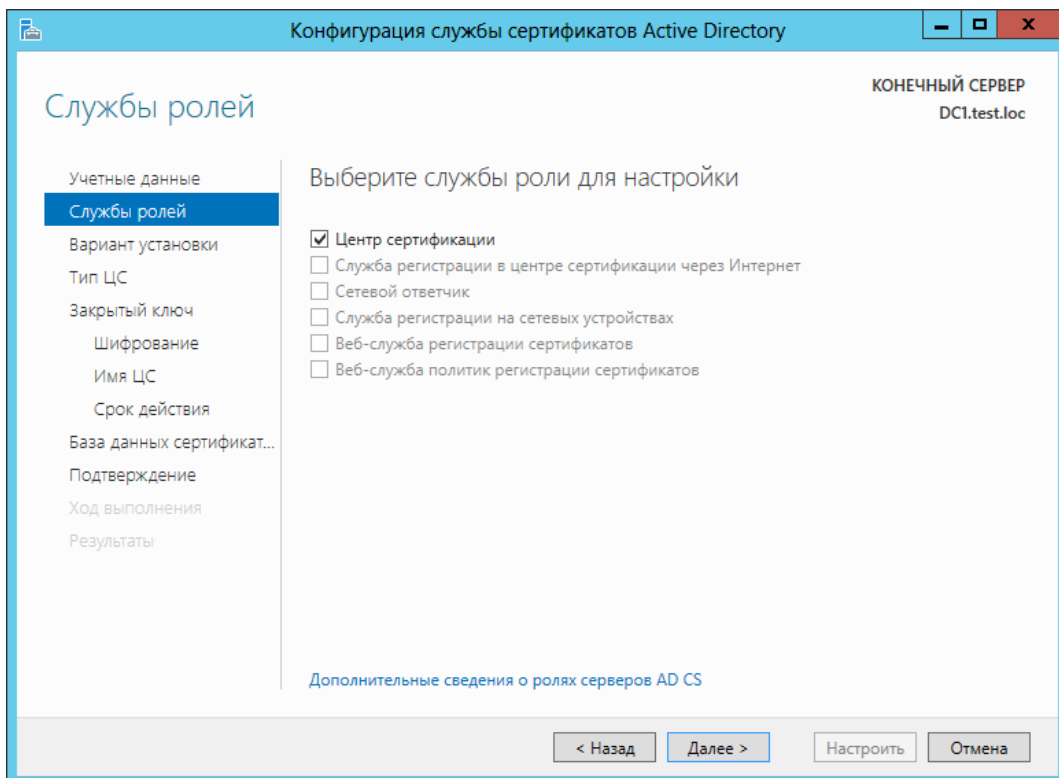 Конфигурация службы сертификатов Active Directory
Службы ролей
КОНЕЧНЫЙ СЕРВЕР
DC1.test.loc
Учетные данные
Службы ролей
Вариант установки
Тип ЦС
Закрытый ключ
Шифрование
Имя ЦС
Срок действия
База данных сертификат...
Подтверждение
Ход выполнения
Результаты
Выберите службы роли для настройки
Центр сертификации
Служба регистрации в центре сертификации через Интернет
Сетевой ответчик
Служба регистрации на сетевых устройствах
Веб-служба регистрации сертификатов
Веб-служба политик регистрации сертификатов
Дополнительные сведения о ролях серверов AD CS
< Назад
Далее >
Настроить
Отмена